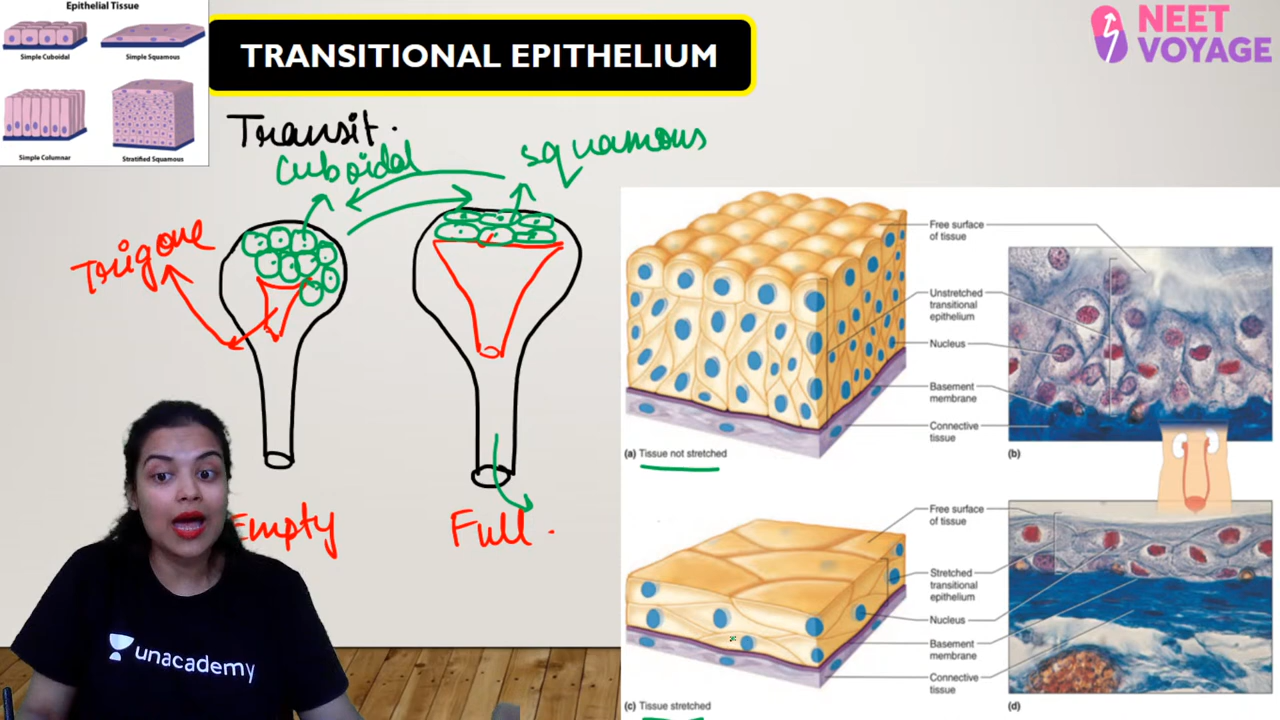 Epithelial Tissue
Simple Cuboidal
Simple Squamous
Simple Columnar
Stratified Squamous
TRANSITIONAL EPITHELIUM
NEET
VOYAGE
Transit.
Cuboidal
squamous
Trigone
Empty
Full.
unacademy
Free surface
of tissue
Unstretched
transitional
epithelium
Nucleus
Basement
membrane
Connective
tissue
(a) Tissue not stretched
(b)
Free surface
of tissue
Stretched
transitional
epithelium
Nucleus
Basement
membrane
Connective
tissue
(c) Tissue stretched
(d)